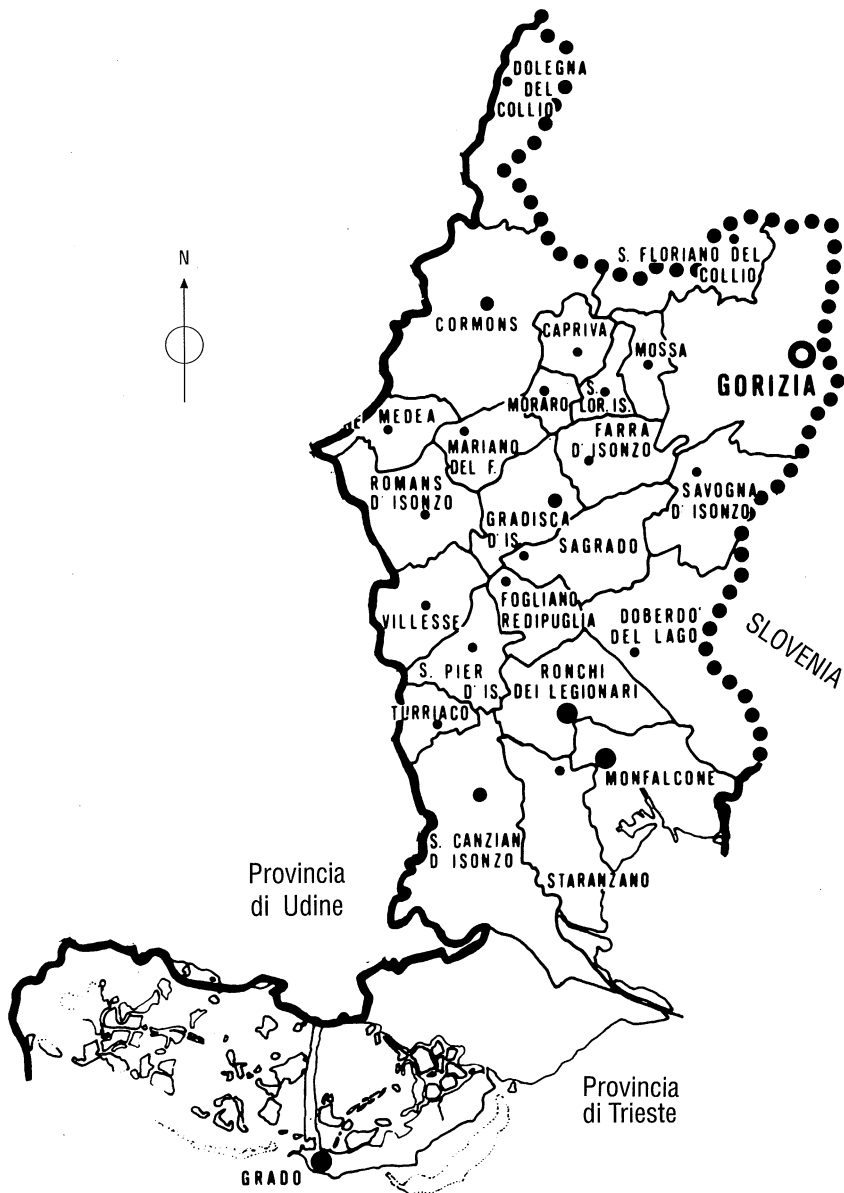 DOLEGNA
DEL
COLLIO
N
S. FLORIANO DEL
COLLIO
CORMONS
CAPRIVA
MOSSA
GORIZIA
MORARO
S.
LOR. IS.
MEDEA
MARIANO
DEL F.
FARRA
D' ISONZO
ROMANS
D' ISONZO
SAVOGNA
D' ISONZO
GRADISCA
D' IS.
SAGRADO
VILLESSE
FOGLIANO
REDIPUGLIA
DOBERDO'
DEL LAGO
SLOVENIA
S. PIER
D' IS.
RONCHI
DEI LEGIONARI
TURRIACO
MONFALCONE
S. CANZIAN
D ISONZO
STARANZANO
Provincia
di Udine
Provincia
di Trieste
GRADO